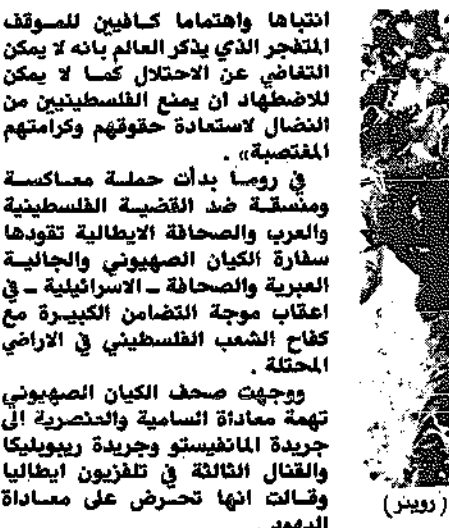 انتباها واهتماما كافيين للموقف
المتفجر الذي يذكر العالم بانه لا يمكن
التغاضي عن الاحتلال كما لا يمكن
للاضطهاد ان يمنع الفلسطينيين من
النضال لاستعادة حقوقهم وكرامتهم
المغتصبة» .
في روما بدأت حملة معاكسة
ومنسقة ضد القضية الفلسطينية
والعرب والصحافة الايطالية تقودها
سفارة الكيان الصهيوني والجالية
العبرية والصحافة ـ الاسرائيلية ـ في
اعقاب موجة التضامن الكبيرة مع
كفاح الشعب الفلسطيني في الاراضي
المحتلة .
ووجهت صحف الكيان الصهيوني
تهمة معاداة السامية والعنصرية الى
جريدة المانفيستو وجريدة ريبوبليكا
والقنال الثالثة في تلفزيون ايطاليا
وقالت انها تحرض على معاداة
اليهود.
(رويتر)